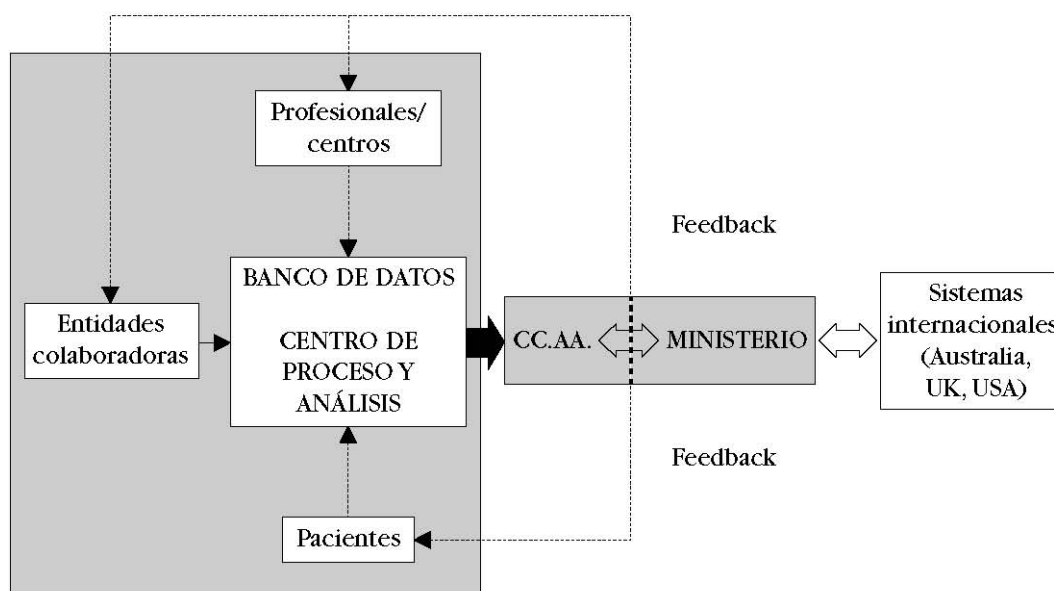 Profesionales/
centros
Feedback
BANCO DE DATOS
CENTRO DE
PROCESO Y
ANÁLISIS
Entidades
colaboradoras
CC.AA.
MINISTERIO
Sistemas
internacionales
(Australia,
UK, USA)
Feedback
Pacientes